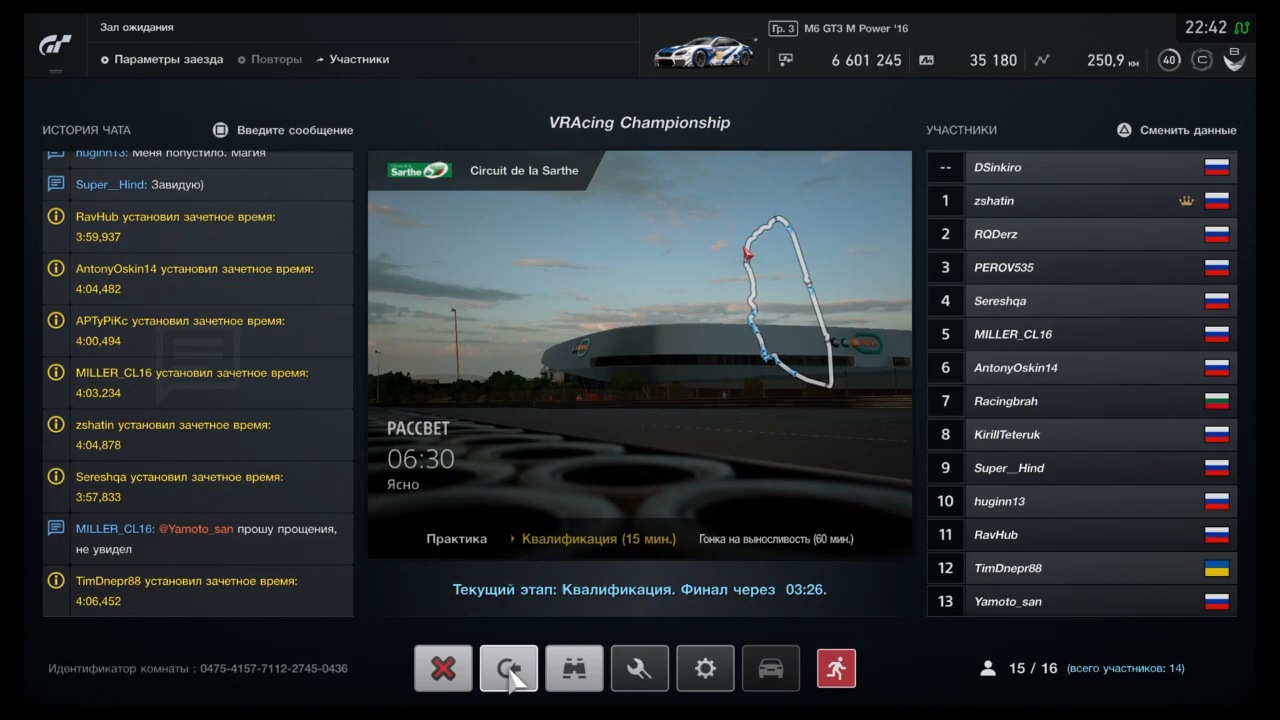 Зал ожидания
Параметры заезда Повторы Участники
Гр. 3 M6 GT3 M Power '16
22:42
6 601 245 35 180 250,9 км 40 C B
ИСТОРИЯ ЧАТА Введите сообщение
huginn13: Меня попустило. Магия
Super__Hind: Завидую)
RavHub установил зачетное время:
3:59,937
AntonyOskin14 установил зачетное время:
4:04,482
APTyPiKc установил зачетное время:
4:00,494
MILLER_CL16 установил зачетное время:
4:03.234
zshatin установил зачетное время:
4:04,878
Sereshqa установил зачетное время:
3:57,833
MILLER_CL16: @Yamoto_san прошу прощения,
не увидел
TimDnepr88 установил зачетное время:
4:06,452
VRAcing Championship
Sarthe Circuit de la Sarthe
РАССВЕТ
06:30
Ясно
Практика Квалификация (15 мин.) Гонка на выносливость (60 мин.)
Текущий этап: Квалификация. Финал через 03:26.
УЧАСТНИКИ Сменить данные
-- DSinkiro
1 zshatin
2 RQDerz
3 PEROV535
4 Sereshqa
5 MILLER_CL16
6 AntonyOskin14
7 Racingbrah
8 KirillTeteruk
9 Super__Hind
10 huginn13
11 RavHub
12 TimDnepr88
13 Yamoto_san
Идентификатор комнаты : 0475-4157-7112-2745-0436
15 / 16 (всего участников: 14)